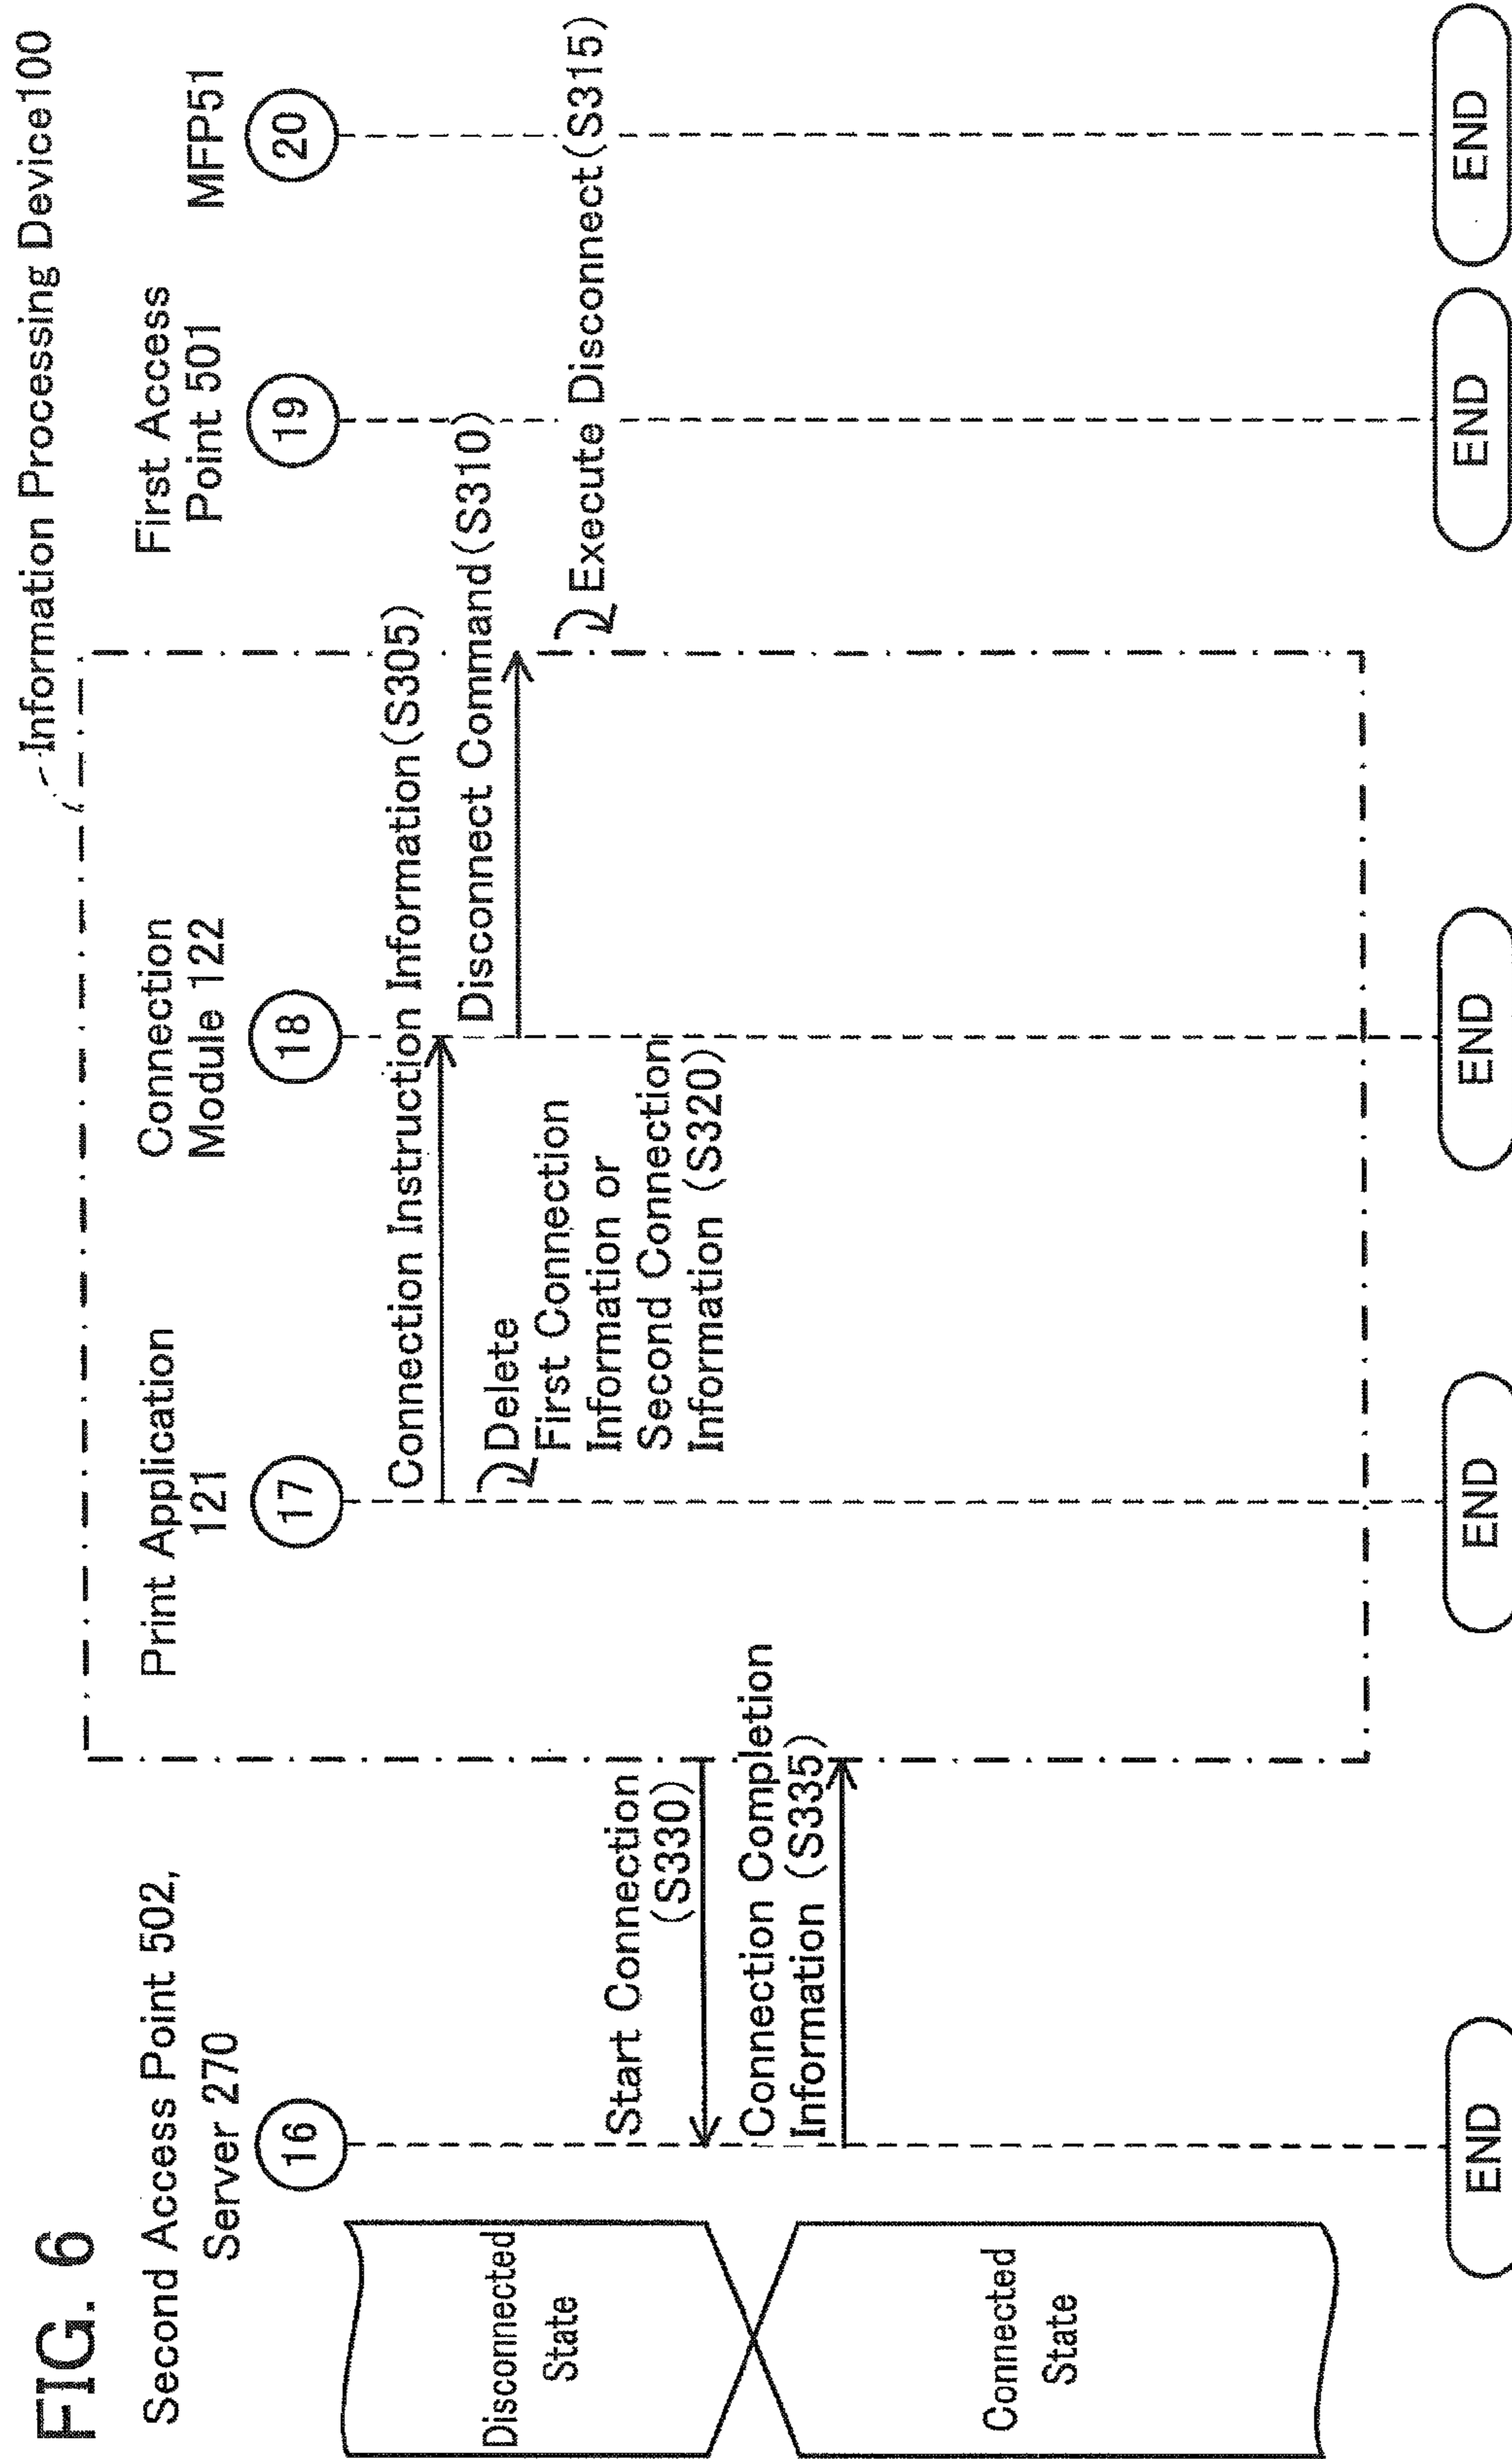 FIG. 6
Information Processing Device100
Second Access Point 502,
Server 270
Print Application
121
Connection
Module 122
First Access
Point 501
MFP51
16
17
18
19
20
Disconnected
State
Connected
State
Connection Instruction Information(S305)
Disconnect Command(S310)
Execute Disconnect(S315)
Delete
First Connection
Information or
Second Connection
Information (S320)
Start Connection
(S330)
Connection Completion
Information (S335)
END
END
END
END
END